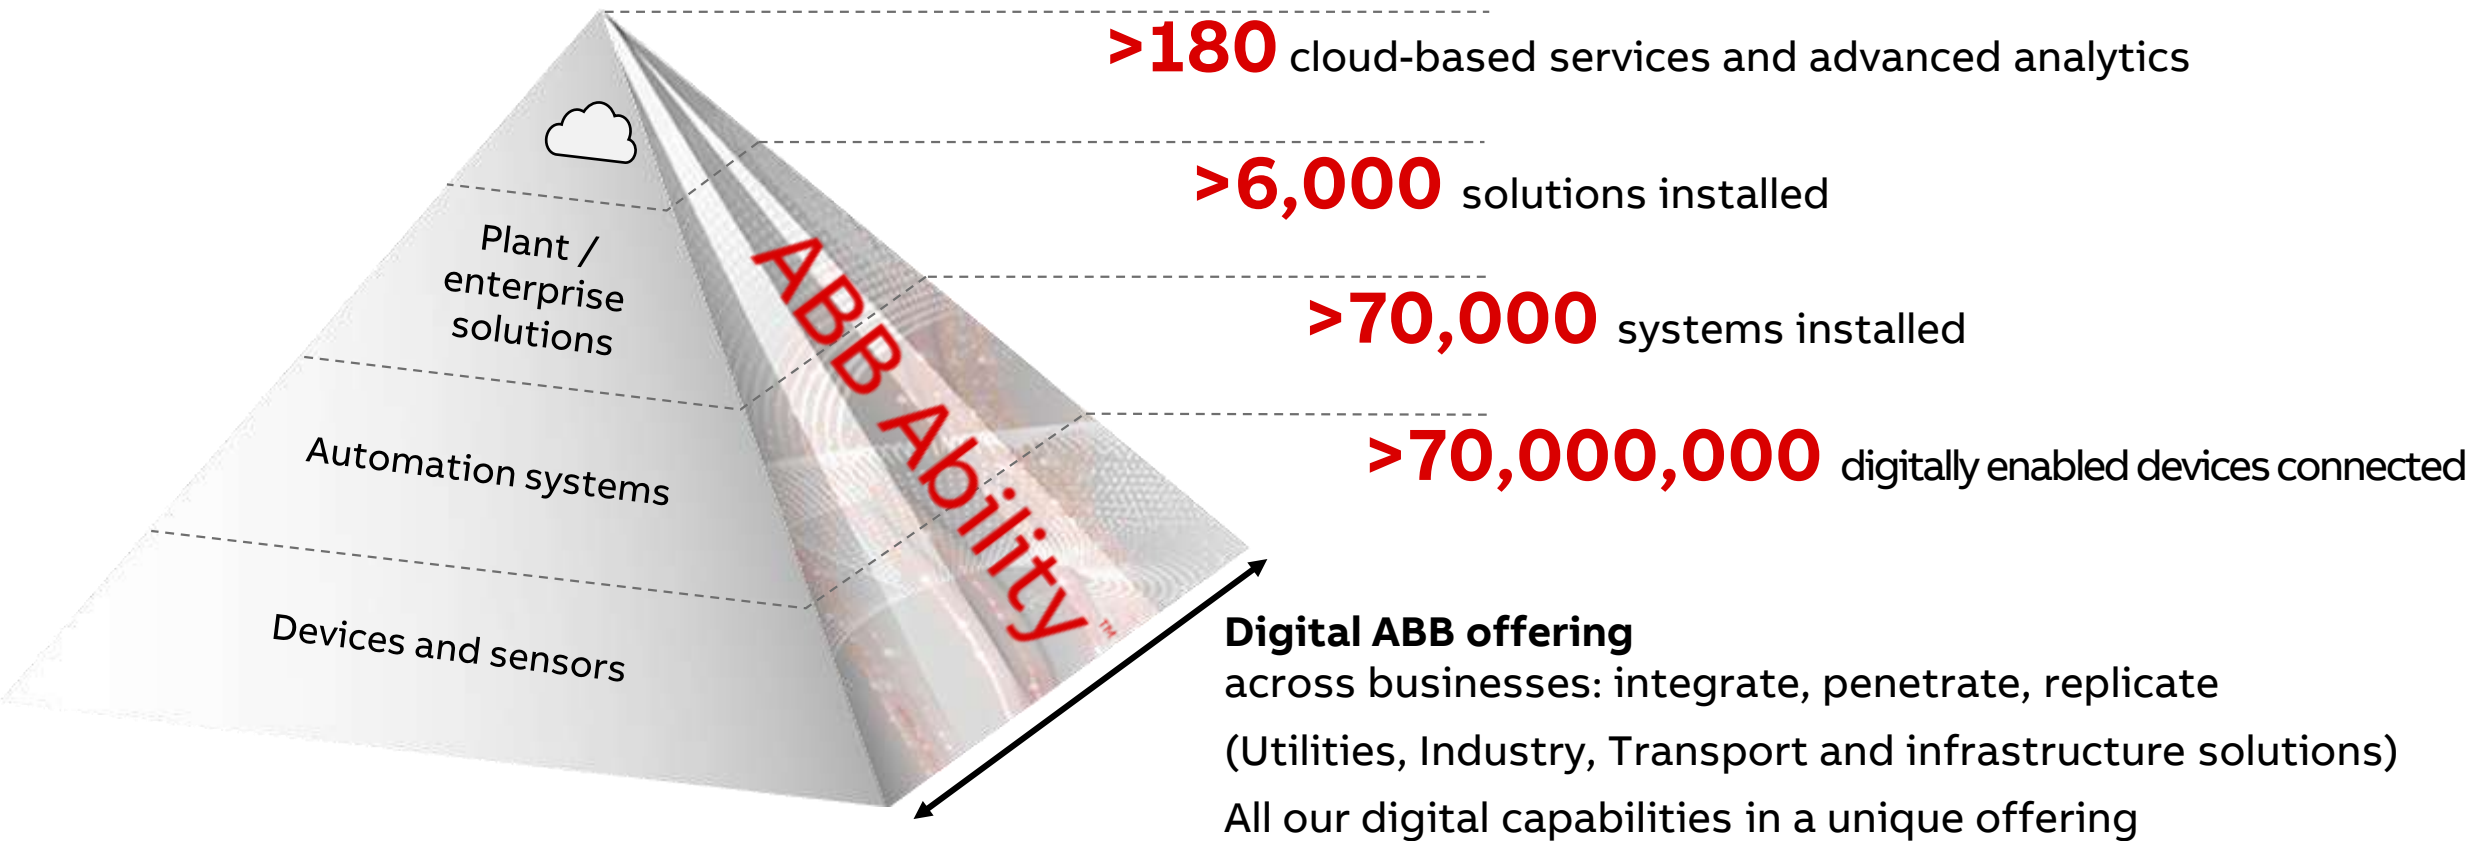 >180 cloud-based services and advanced analytics
>6,000 solutions installed
>70,000 systems installed
>70,000,000 digitally enabled devices connected
Plant /
enterprise
solutions
Automation systems
Devices and sensors
ABB Ability™
Digital ABB offering
across businesses: integrate, penetrate, replicate
(Utilities, Industry, Transport and infrastructure solutions)
All our digital capabilities in a unique offering